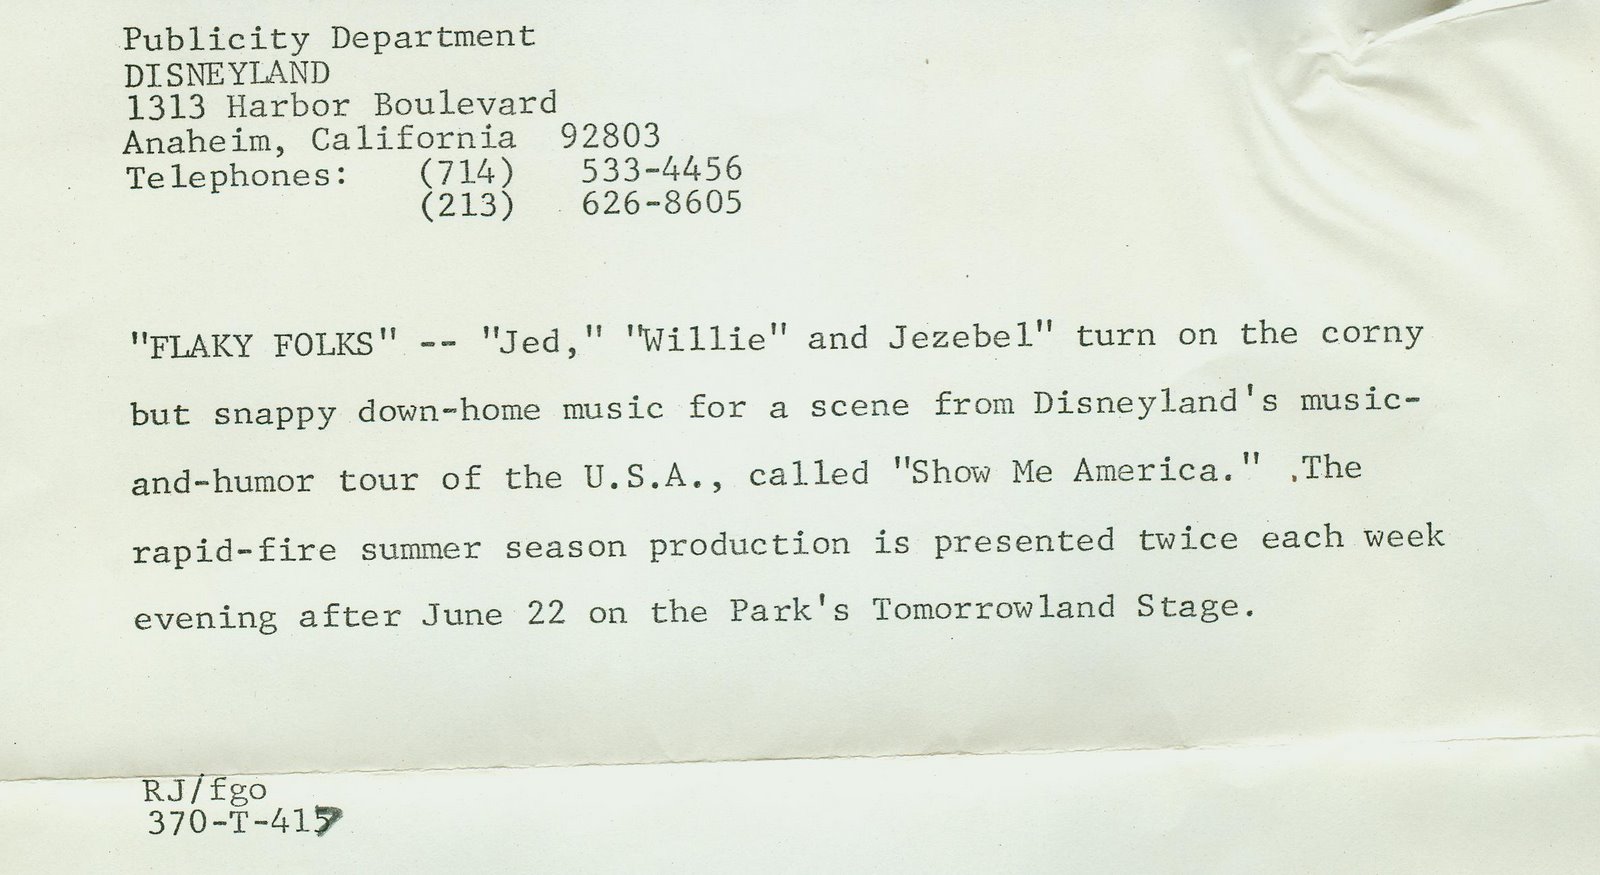 Publicity Department
DISNEYLAND
1313 Harbor Boulevard
Anaheim, California 92803
Telephones: (714) 533-4456
(213) 626-8605
"FLAKY FOLKS" -- "Jed," "Willie" and Jezebel" turn on the corny
but snappy down-home music for a scene from Disneyland's music-
and-humor tour of the U.S.A., called "Show Me America." .The
rapid-fire summer season production is presented twice each week
evening after June 22 on the Park's Tomorrowland Stage.
RJ/fgo
370-T-417